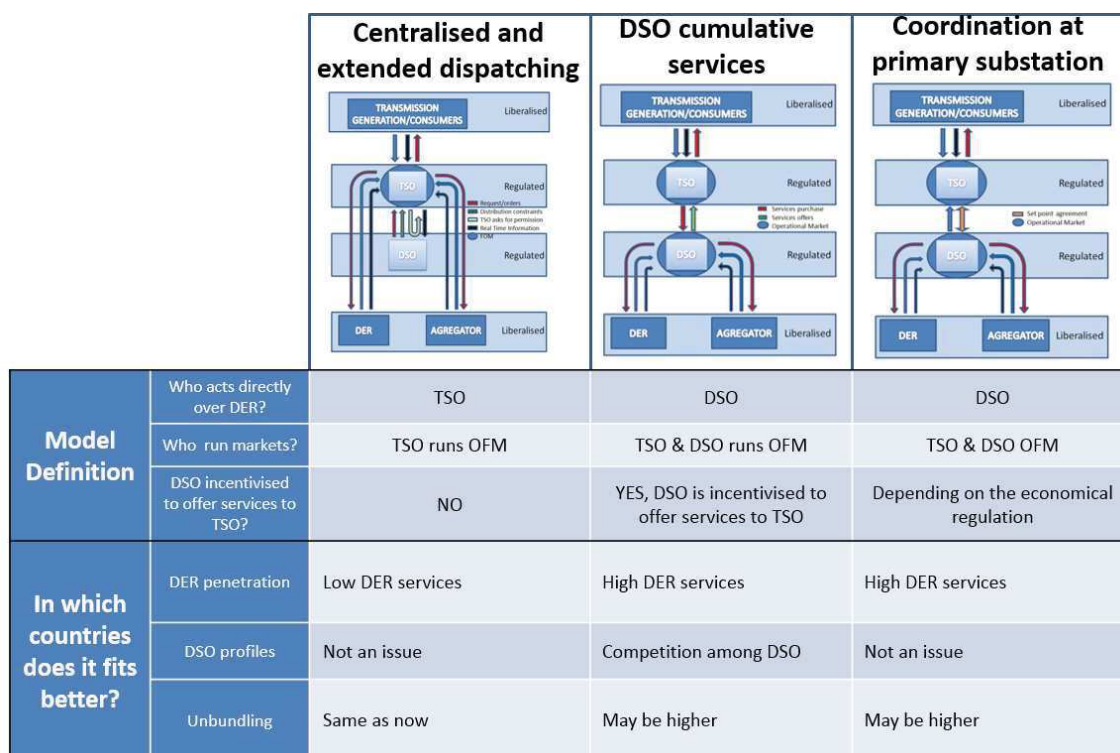 Centralised and
extended dispatching
DSO cumulative
services
Coordination at
primary substation
TRANSMISSION
GENERATION/CONSUMERS
Liberalised
TSO
Regulated
Request/orders
Distribution constraints
TSO asks for permission
Real Time Information
FOM
DSO
Regulated
DER
AGREGATOR
Liberalised
TRANSMISSION
GENERATION/CONSUMERS
Liberalised
TSO
Regulated
Services purchase
Services offers
Operational Market
DSO
Regulated
DER
AGREGATOR
Liberalised
TRANSMISSION
GENERATION/CONSUMERS
Liberalised
TSO
Regulated
Set point agreement
Operational Market
DSO
Regulated
DER
AGREGATOR
Liberalised
Model
Definition
Who acts directly
over DER?
TSO
DSO
DSO
Who run markets?
TSO runs OFM
TSO & DSO runs OFM
TSO & DSO OFM
DSO incentivised
to offer services to
TSO?
NO
YES, DSO is incentivised to
offer services to TSO
Depending on the economical
regulation
In which
countries
does it fits
better?
DER penetration
Low DER services
High DER services
High DER services
DSO profiles
Not an issue
Competition among DSO
Not an issue
Unbundling
Same as now
May be higher
May be higher